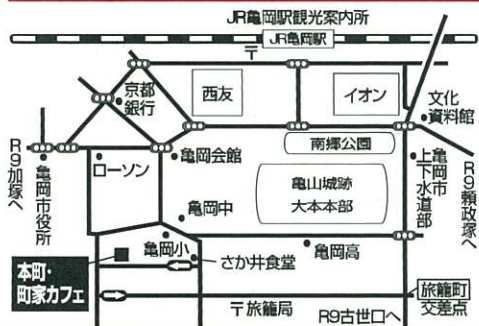 JR亀岡駅観光案内所
JR亀岡駅
〒
京都
銀行
西友
イオン
文化
資料館
南郷公園
R9加塚へ
亀岡市役所
ローソン
亀岡会館
亀山城跡
大本本部
亀岡市
上下水道部
R9頼政塚へ
亀岡中
亀岡小
さか井食堂
亀岡高
本町・
町家カフェ
〒旅籠局
R9古世口へ
旅籠町
交差点